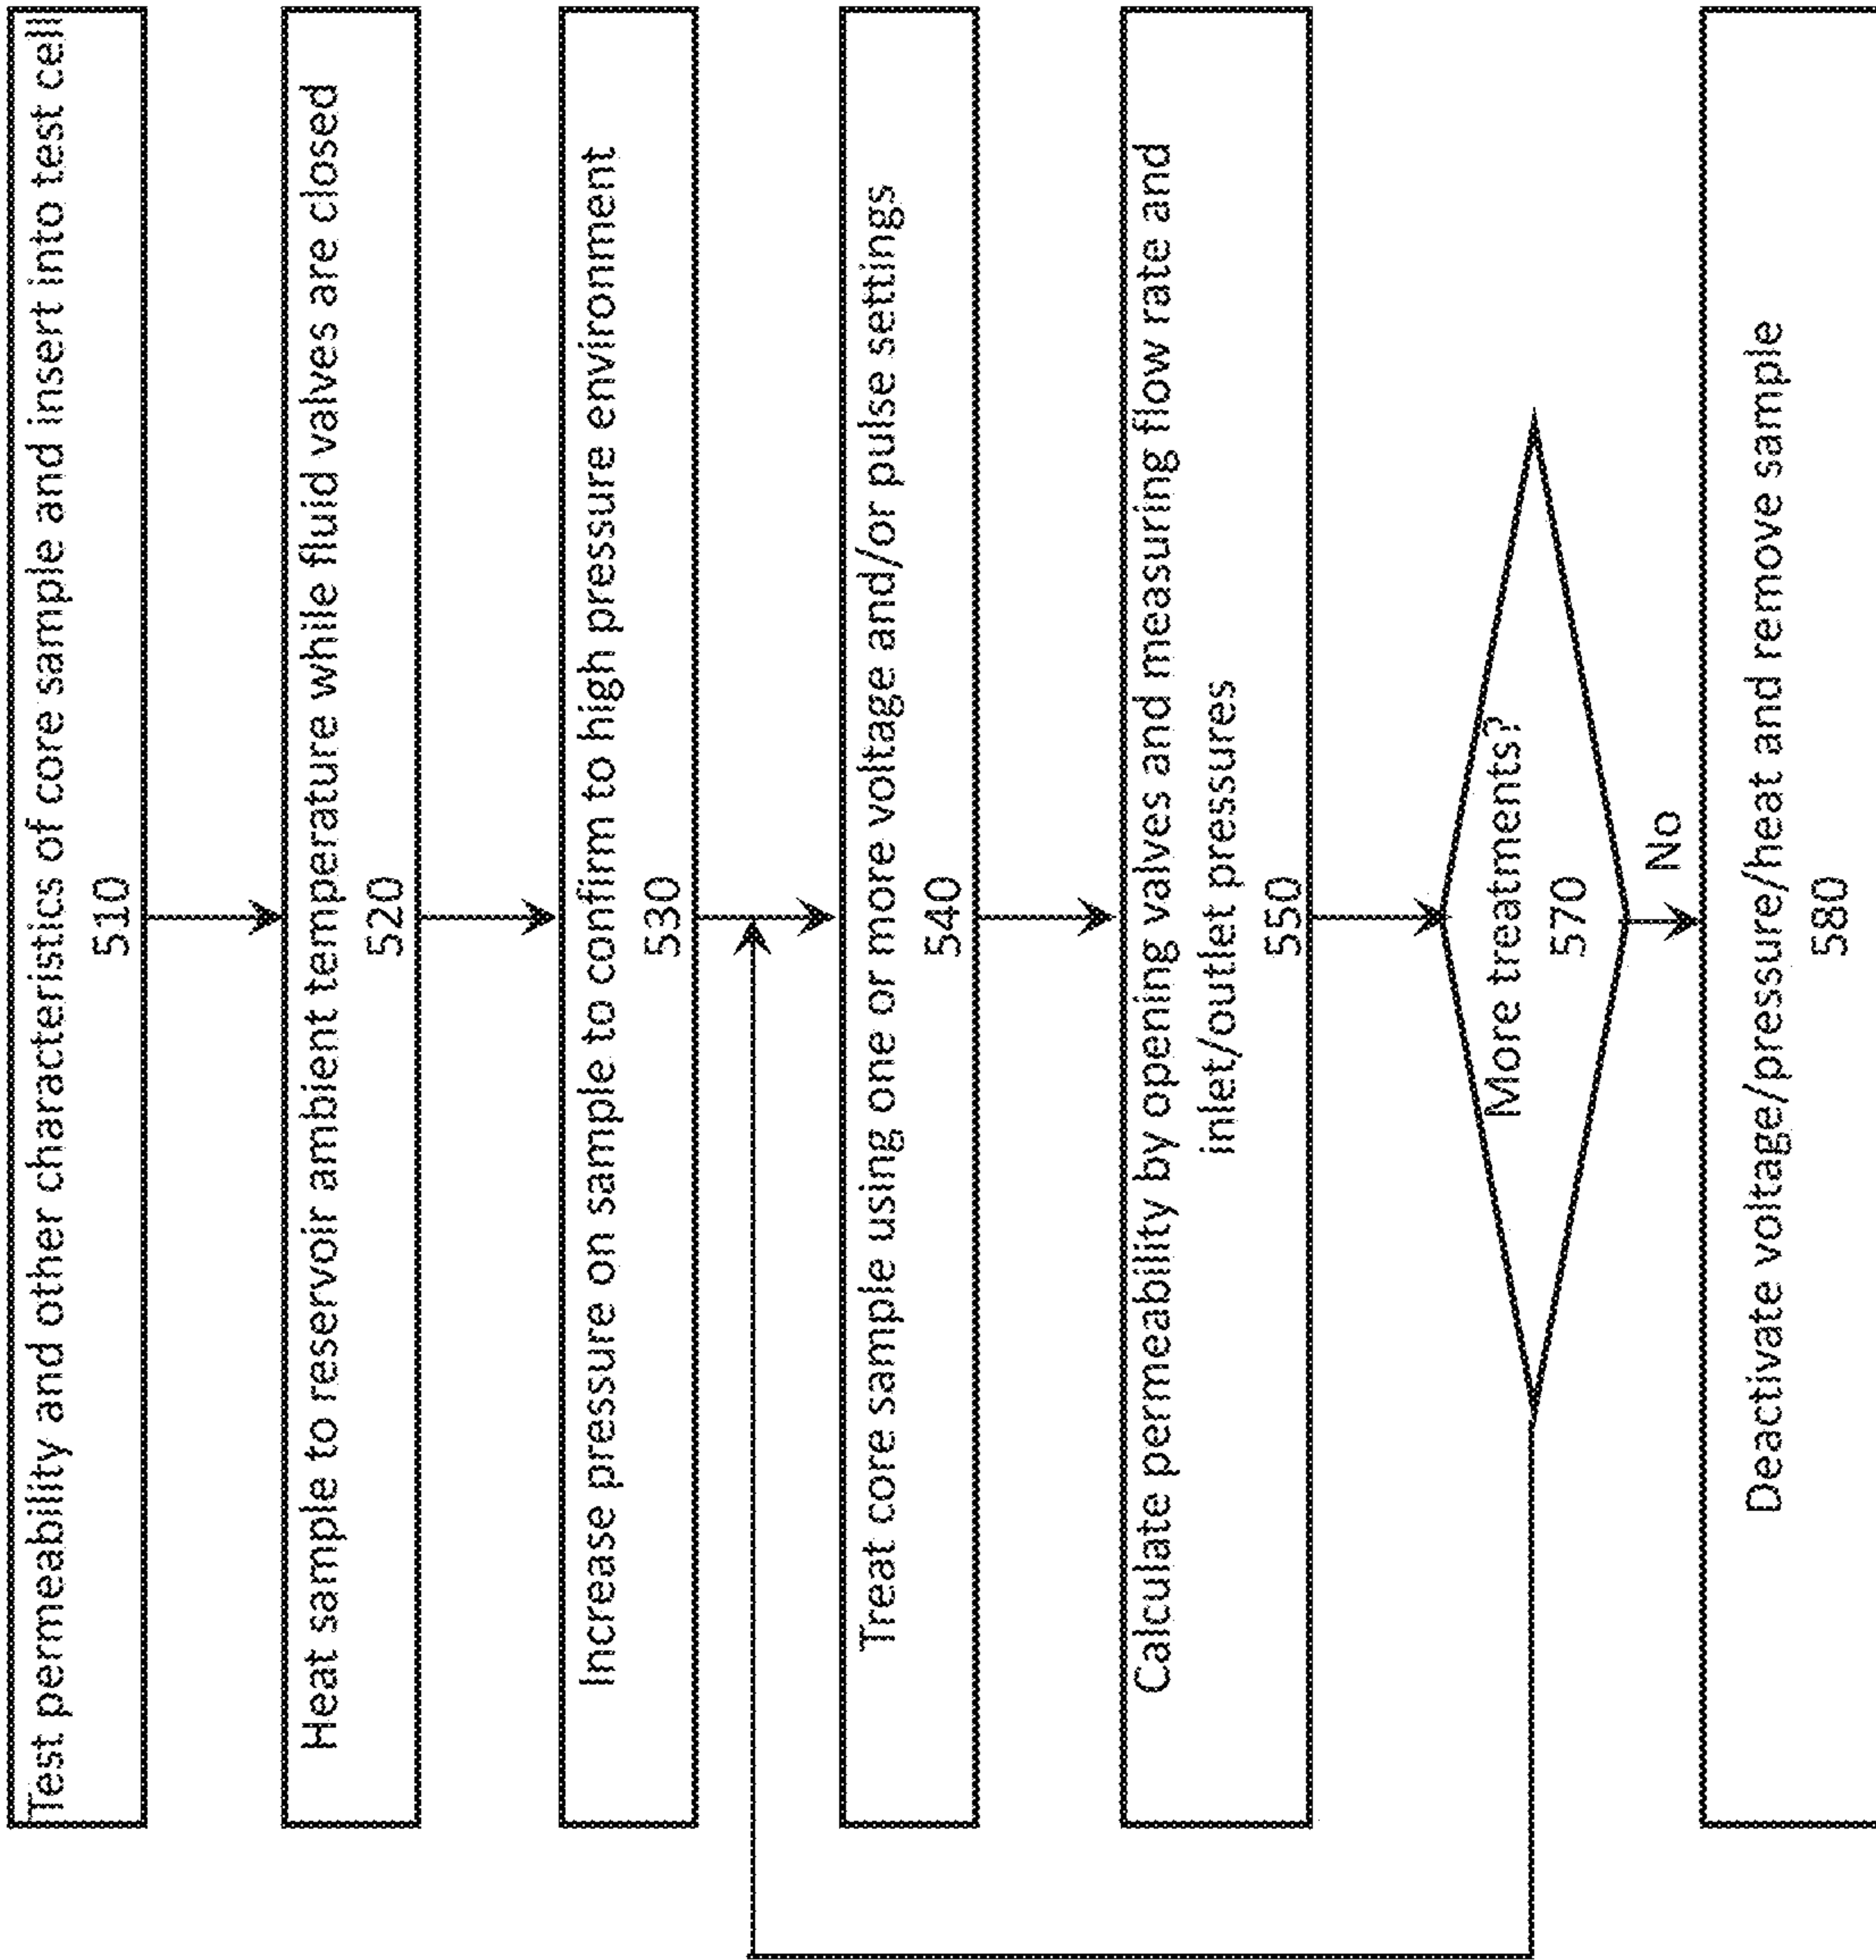 Test permeability and other characteristics of core sample and insert into test cell
510
Heat sample to reservoir ambient temperature while fluid valves are closed
520
Increase pressure on sample to confirm to high pressure environment
530
Treat core sample using one or more voltage and/or pulse settings
540
Calculate permeability by opening valves and measuring flow rate and
inlet/outlet pressures
550
More treatments?
570
No
Deactivate voltage/pressure/heat and remove sample
580